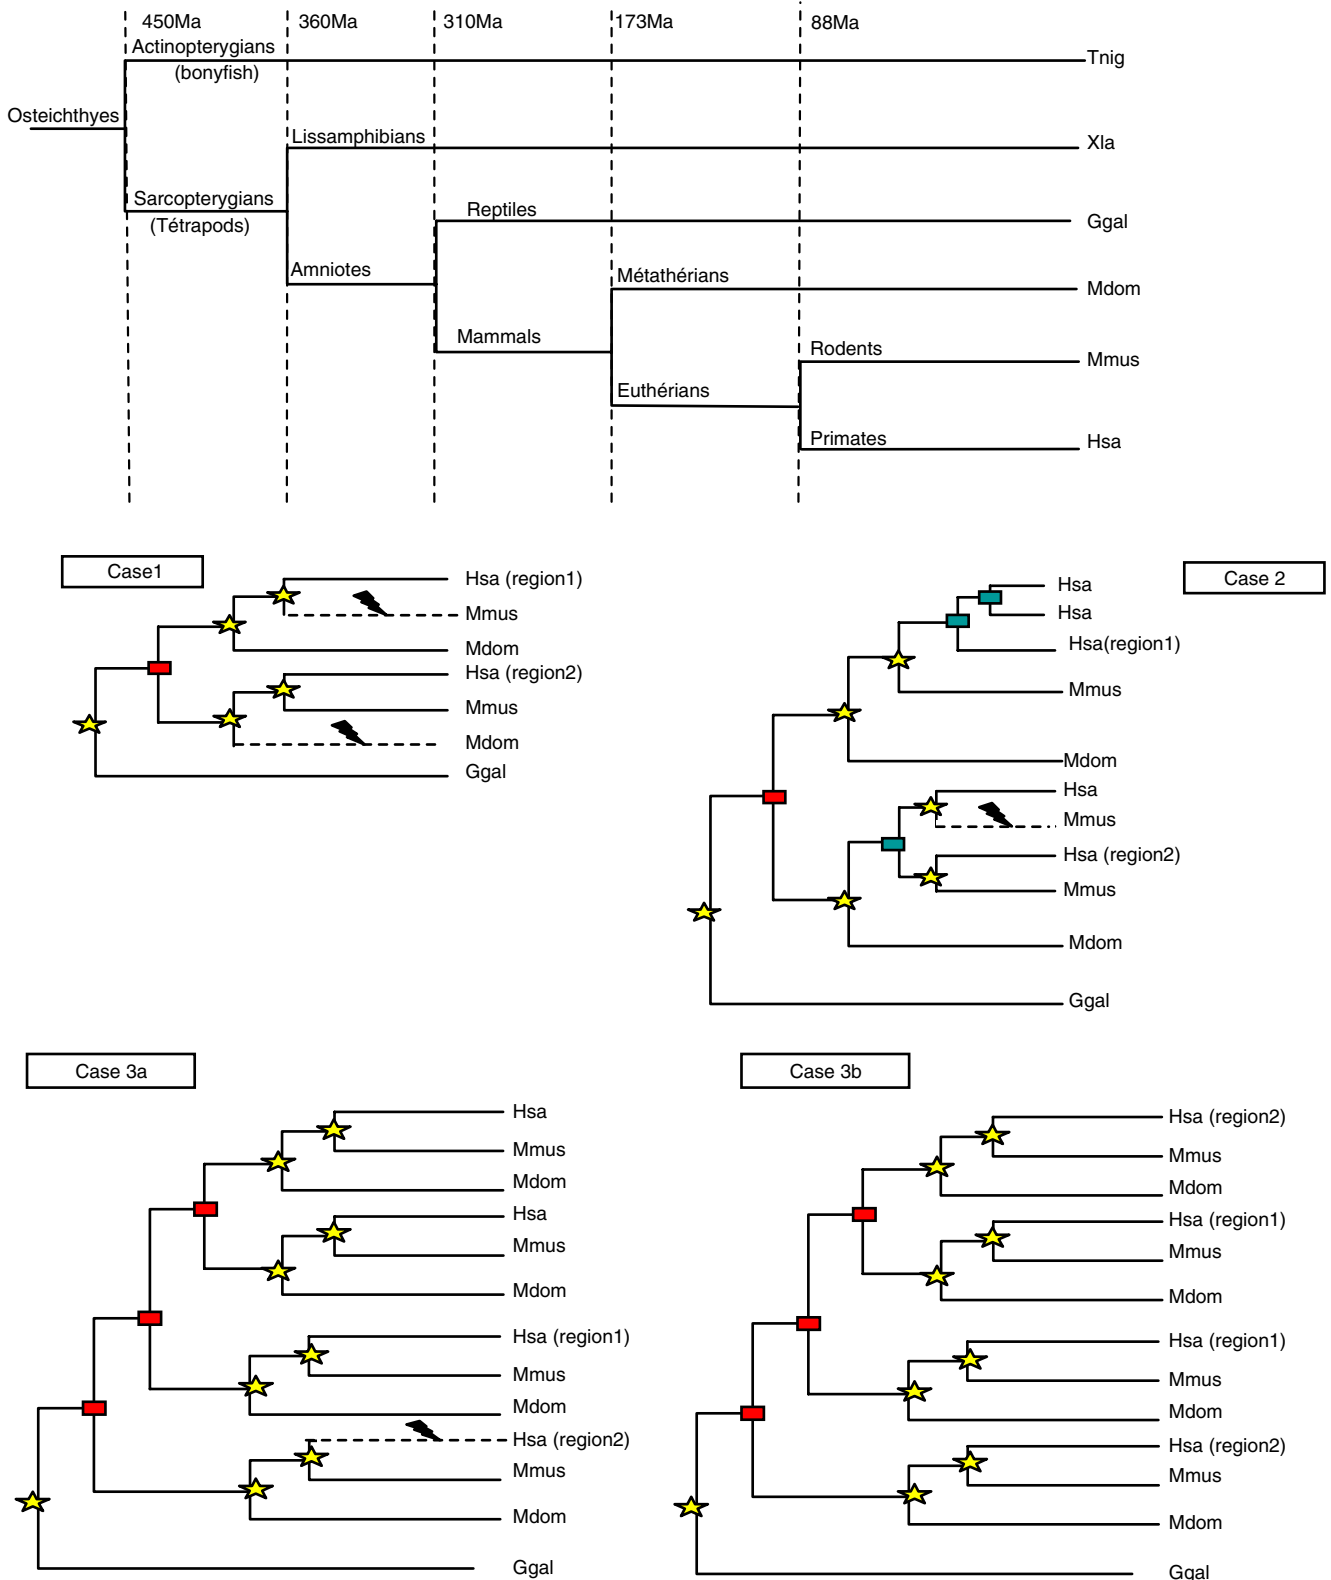 450Ma
360Ma
310Ma
173Ma
88Ma
Actinopterygians
(bonyfish)
Tnig
Osteichthyes
Lissamphibians
Xla
Sarcopterygians
(Tétrapods)
Reptiles
Ggal
Amniotes
Métathérians
Mdom
Mammals
Rodents
Mmus
Euthérians
Primates
Hsa
Case1
Hsa (region1)
Mmus
Mdom
Hsa (region2)
Mmus
Mdom
Ggal
Case 2
Hsa
Hsa
Hsa(region1)
Mmus
Mdom
Hsa
Mmus
Hsa (region2)
Mmus
Mdom
Ggal
Case 3a
Hsa
Mmus
Mdom
Hsa
Mmus
Mdom
Hsa (region1)
Mmus
Mdom
Hsa (region2)
Mmus
Mdom
Ggal
Case 3b
Hsa (region2)
Mmus
Mdom
Hsa (region1)
Mmus
Mdom
Hsa (region1)
Mmus
Mdom
Hsa (region2)
Mmus
Mdom
Ggal